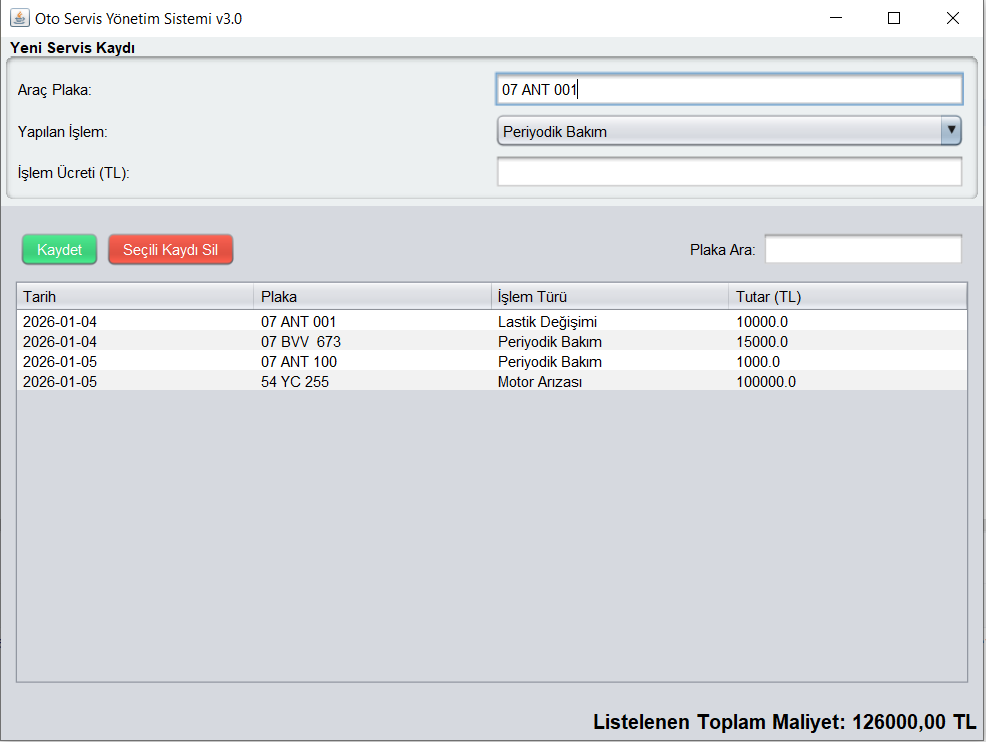 Oto Servis Yönetim Sistemi v3.0
Yeni Servis Kaydı
Araç Plaka: 07 ANT 001
Yapılan İşlem: Periyodik Bakım
İşlem Ücreti (TL):
Kaydet Seçili Kaydı Sil Plaka Ara:
Tarih Plaka İşlem Türü Tutar (TL)
2026-01-04 07 ANT 001 Lastik Değişimi 10000.0
2026-01-04 07 BVV  673 Periyodik Bakım 15000.0
2026-01-05 07 ANT 100 Periyodik Bakım 1000.0
2026-01-05 54 YC 255 Motor Arızası 100000.0
Listelenen Toplam Maliyet: 126000,00 TL